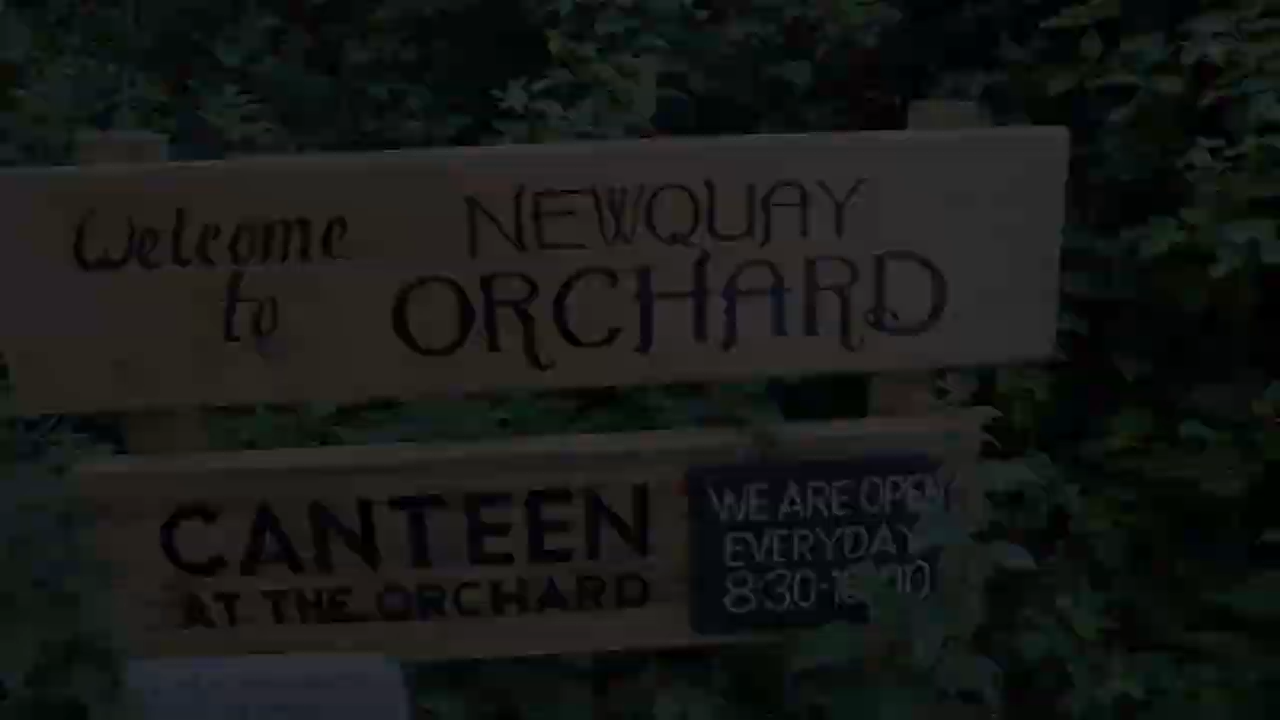 Welcome
to
NEWQUAY
ORCHARD
CANTEEN
AT THE ORCHARD
WE ARE OPEN
EVERYDAY